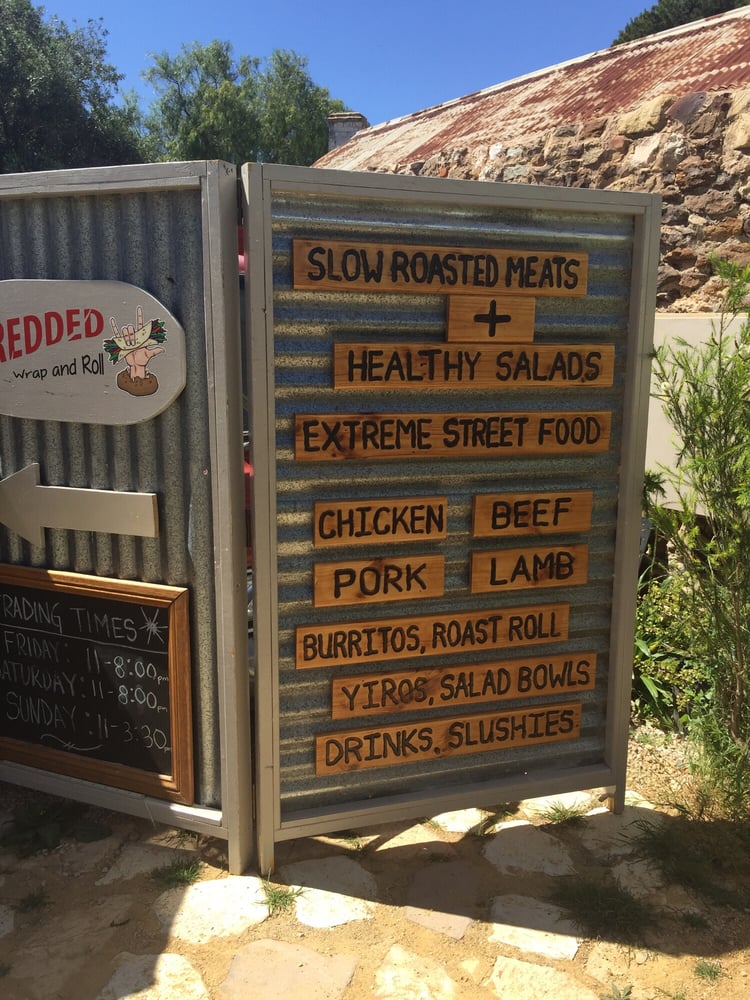 REDDED
wrap and Roll
TRADING TIMES
FRIDAY: 11-8:00pm
SATURDAY: 11-8:00pm
SUNDAY: 11-3:30
SLOW ROASTED MEATS
+
HEALTHY SALADS
EXTREME STREET FOOD
CHICKEN BEEF
PORK LAMB
BURRITOS, ROAST ROLL
YIROS, SALAD BOWLS
DRINKS, SLUSHIES